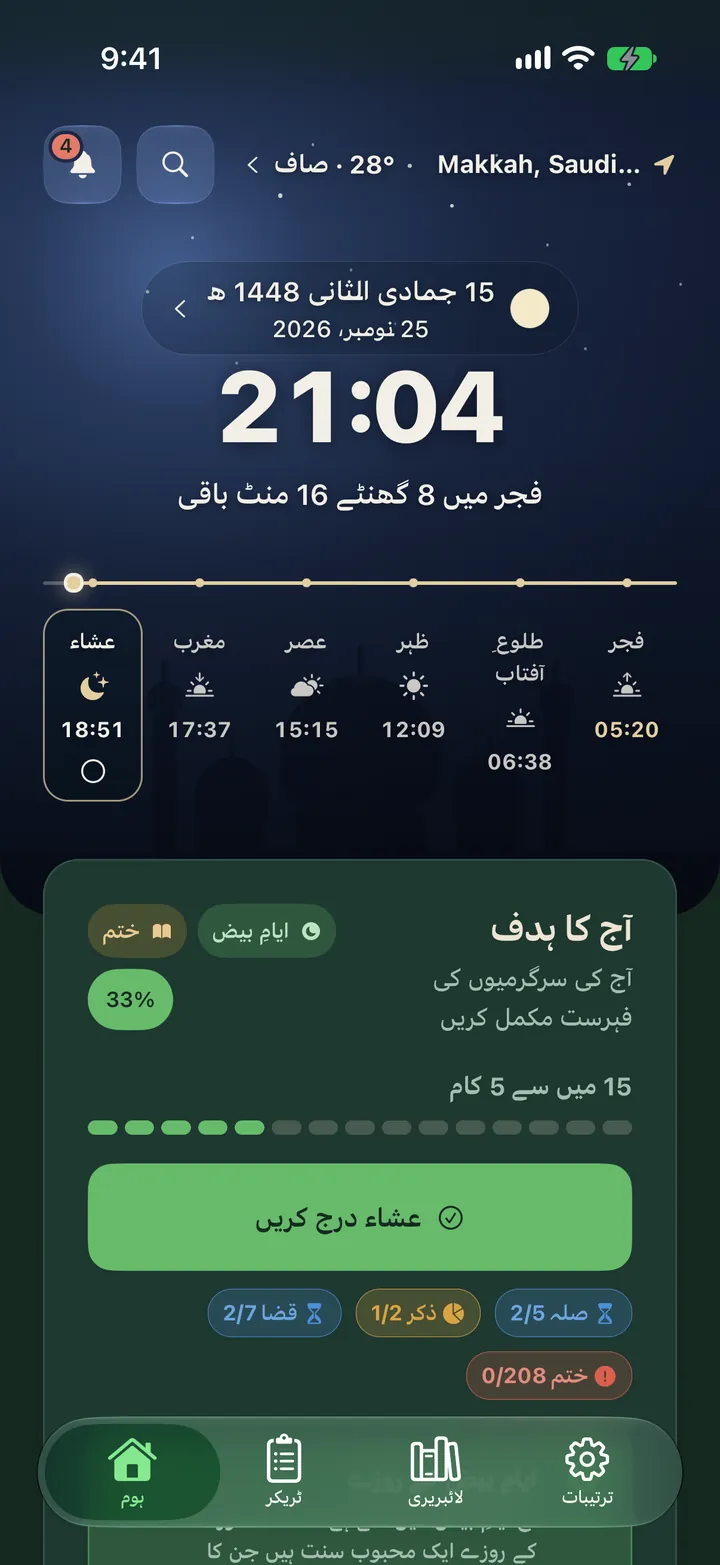 9:41
4
Makkah, Saudi... · 28° · صاف
15 جمادی الثانی 1448 ھ
25 نومبر، 2026
21:04
فجر میں 8 گھنٹے 16 منٹ باقی
فجر
05:20
طلوعِ آفتاب
06:38
ظہر
12:09
عصر
15:15
مغرب
17:37
عشاء
18:51
آج کا ہدف
ایامِ بیض
ختم
آج کی سرگرمیوں کی
فہرست مکمل کریں
33%
15 میں سے 5 کام
عشاء درج کریں
صلہ 2/5
ذکر 1/2
قضا 2/7
ختم 0/208
ترتیبات
لائبریری
ٹریکر
ہوم
کے روزے ایک محبوب سنت ہیں جن کا